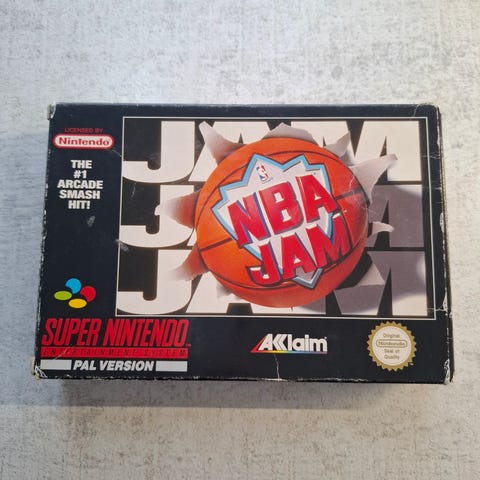 LICENSED BY
Nintendo
THE
#1
ARCADE
SMASH
HIT!
JAM
JAM
JAM
NBA
JAM
SUPER NINTENDO
ENTERTAINMENT SYSTEM
PAL VERSION
AKlaim
Original
Nintendo
Seal of
Quality